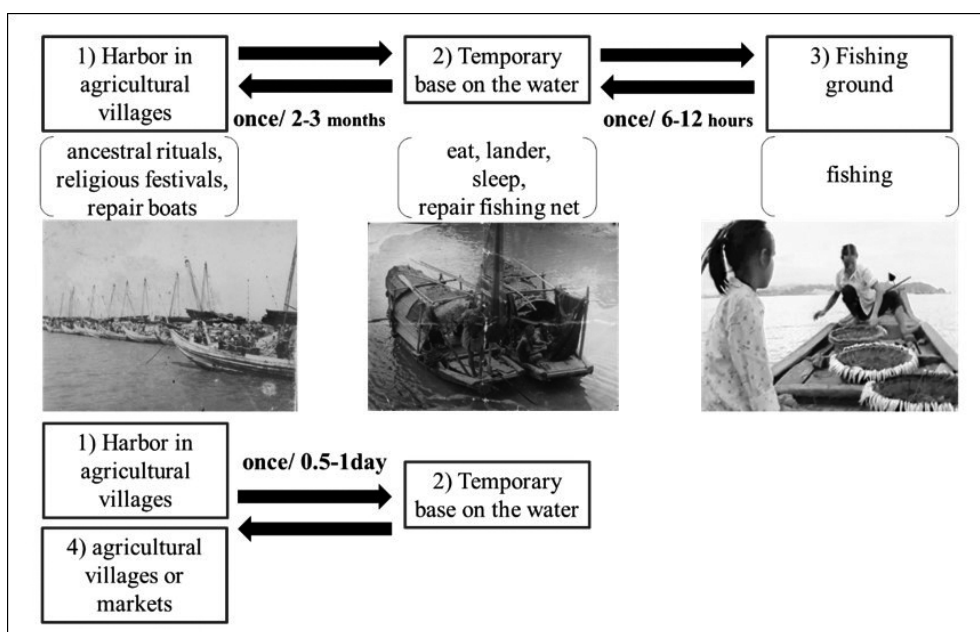 1) Harbor in
agricultural
villages
2) Temporary
base on the water
3) Fishing
ground
once/ 2-3 months
once/ 6-12 hours
ancestral rituals,
religious festivals,
repair boats
eat, lander,
sleep,
repair fishing net
fishing
1) Harbor in
agricultural
villages
once/ 0.5-1day
2) Temporary
base on the water
4) agricultural
villages or
markets